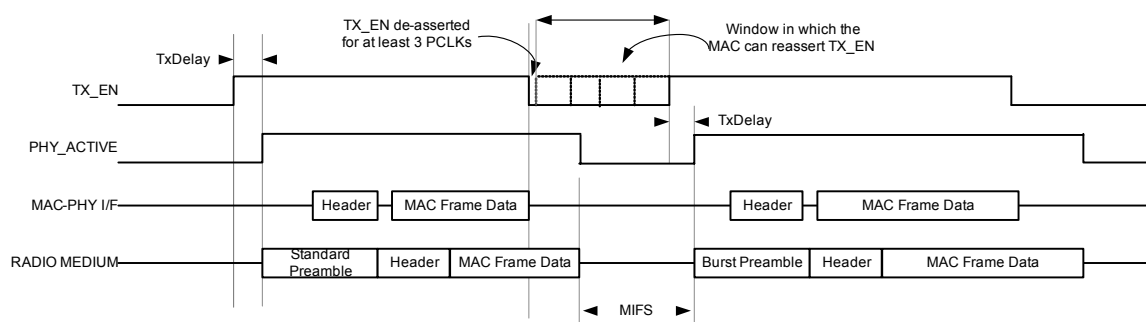 TX_EN de-asserted
for at least 3 PCLKs
Window in which the
MAC can reassert TX_EN
TxDelay
TX_EN
TxDelay
PHY_ACTIVE
MAC-PHY I/F
Header
MAC Frame Data
Header
MAC Frame Data
RADIO MEDIUM
Standard
Preamble
Header
MAC Frame Data
Burst Preamble
Header
MAC Frame Data
MIFS